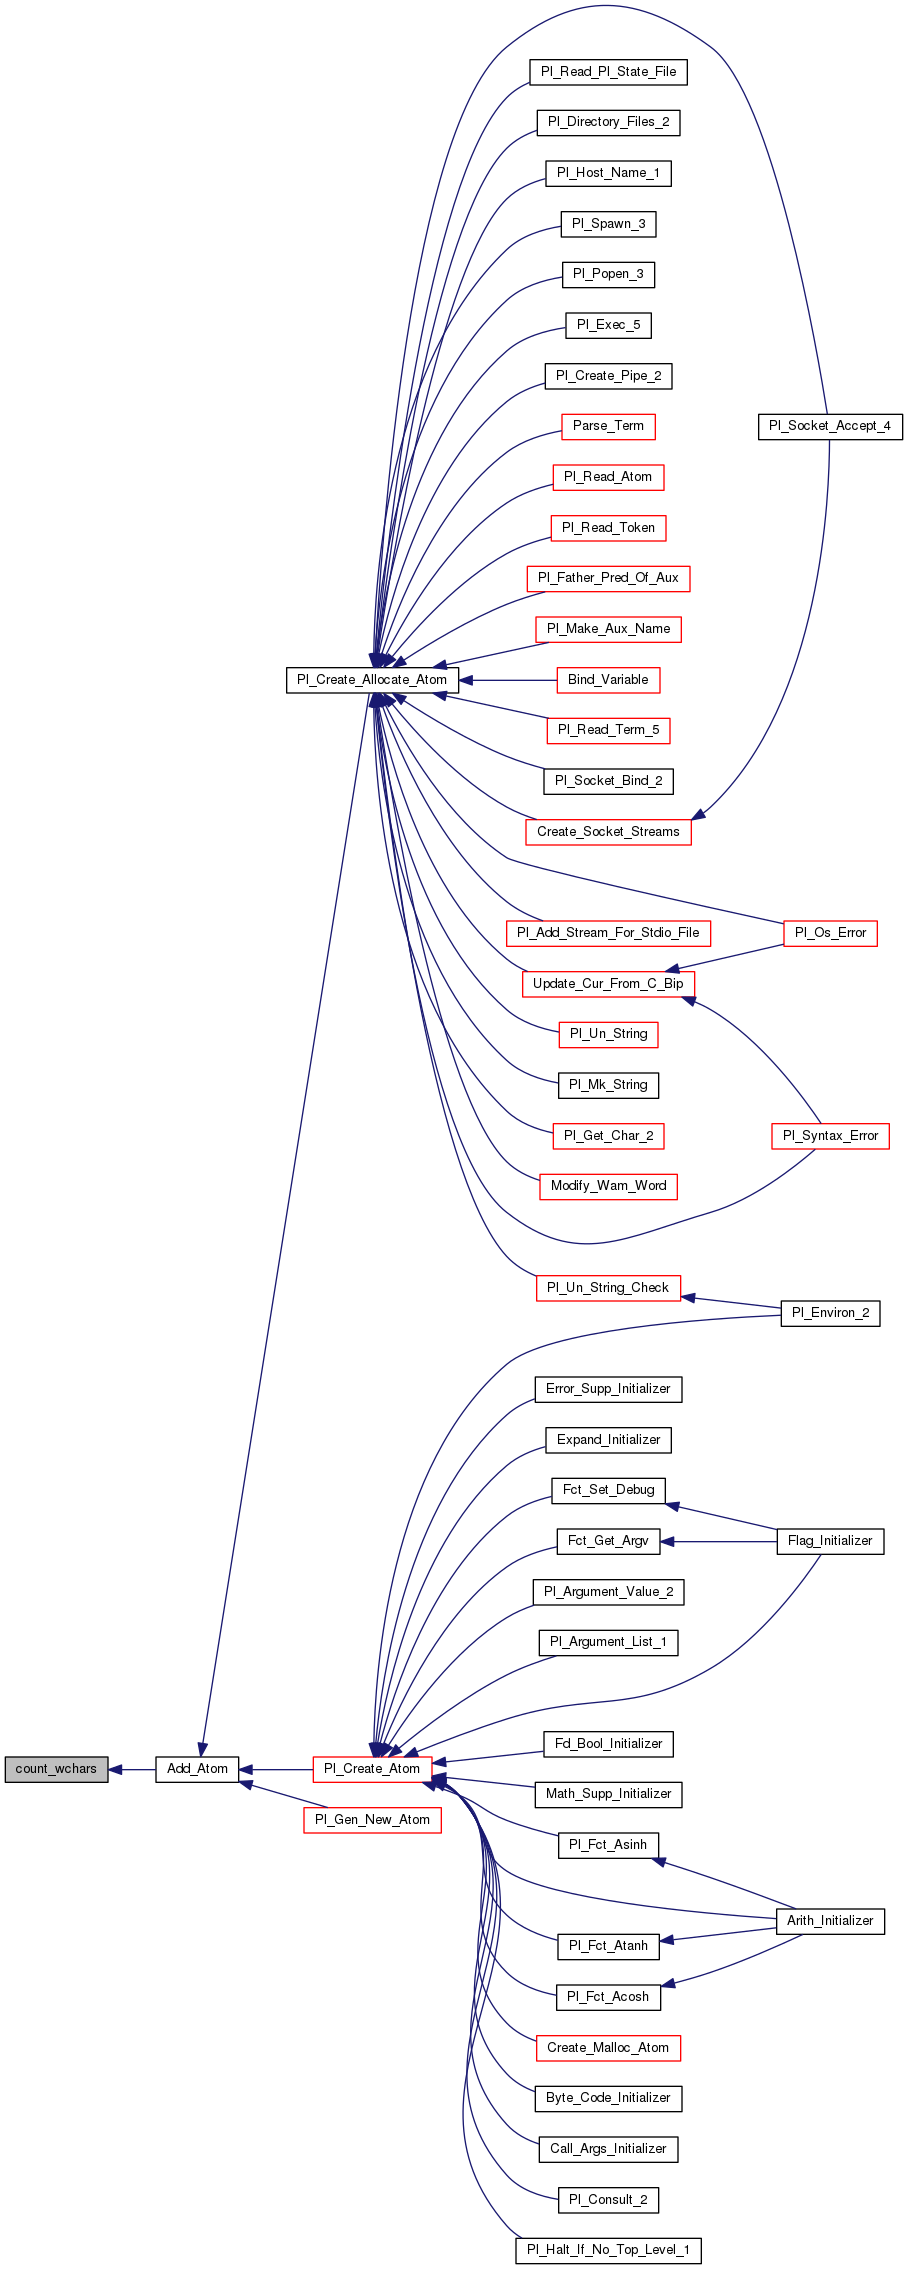 Pl_Read_Pl_State_File
Pl_Directory_Files_2
Pl_Host_Name_1
Pl_Spawn_3
Pl_Popen_3
Pl_Exec_5
Pl_Create_Pipe_2
Pl_Socket_Accept_4
Parse_Term
Pl_Read_Atom
Pl_Read_Token
Pl_Father_Pred_Of_Aux
Pl_Make_Aux_Name
Pl_Create_Allocate_Atom
Bind_Variable
Pl_Read_Term_5
Pl_Socket_Bind_2
Create_Socket_Streams
Pl_Add_Stream_For_Stdio_File
Pl_Os_Error
Update_Cur_From_C_Bip
Pl_Un_String
Pl_Mk_String
Pl_Get_Char_2
Pl_Syntax_Error
Modify_Wam_Word
Pl_Un_String_Check
Pl_Environ_2
Error_Supp_Initializer
Expand_Initializer
Fct_Set_Debug
Fct_Get_Argv
Flag_Initializer
Pl_Argument_Value_2
Pl_Argument_List_1
Fd_Bool_Initializer
count_wchars
Add_Atom
Pl_Create_Atom
Math_Supp_Initializer
Pl_Gen_New_Atom
Pl_Fct_Asinh
Arith_Initializer
Pl_Fct_Atanh
Pl_Fct_Acosh
Create_Malloc_Atom
Byte_Code_Initializer
Call_Args_Initializer
Pl_Consult_2
Pl_Halt_If_No_Top_Level_1